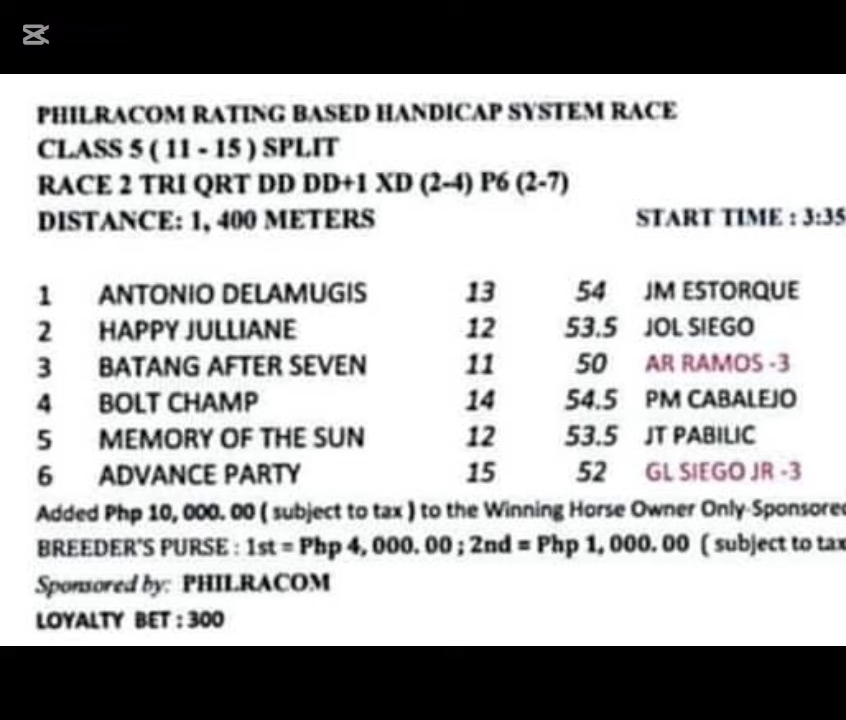 PHILRACOM RATING BASED HANDICAP SYSTEM RACE
CLASS 5 ( 11 - 15 ) SPLIT
RACE 2 TRI QRT DD DD+1 XD (2-4) P6 (2-7)
DISTANCE: 1, 400 METERS START TIME : 3:35
1 ANTONIO DELAMUGIS 13 54 JM ESTORQUE
2 HAPPY JULLIANE 12 53.5 JOL SIEGO
3 BATANG AFTER SEVEN 11 50 AR RAMOS -3
4 BOLT CHAMP 14 54.5 PM CABALEJO
5 MEMORY OF THE SUN 12 53.5 JT PABILIC
6 ADVANCE PARTY 15 52 GL SIEGO JR -3
Added Php 10, 000. 00 ( subject to tax ) to the Winning Horse Owner Only-Sponsored
BREEDER'S PURSE : 1st = Php 4, 000. 00 ; 2nd = Php 1, 000. 00 ( subject to tax
Sponsored by: PHILRACOM
LOYALTY BET : 300